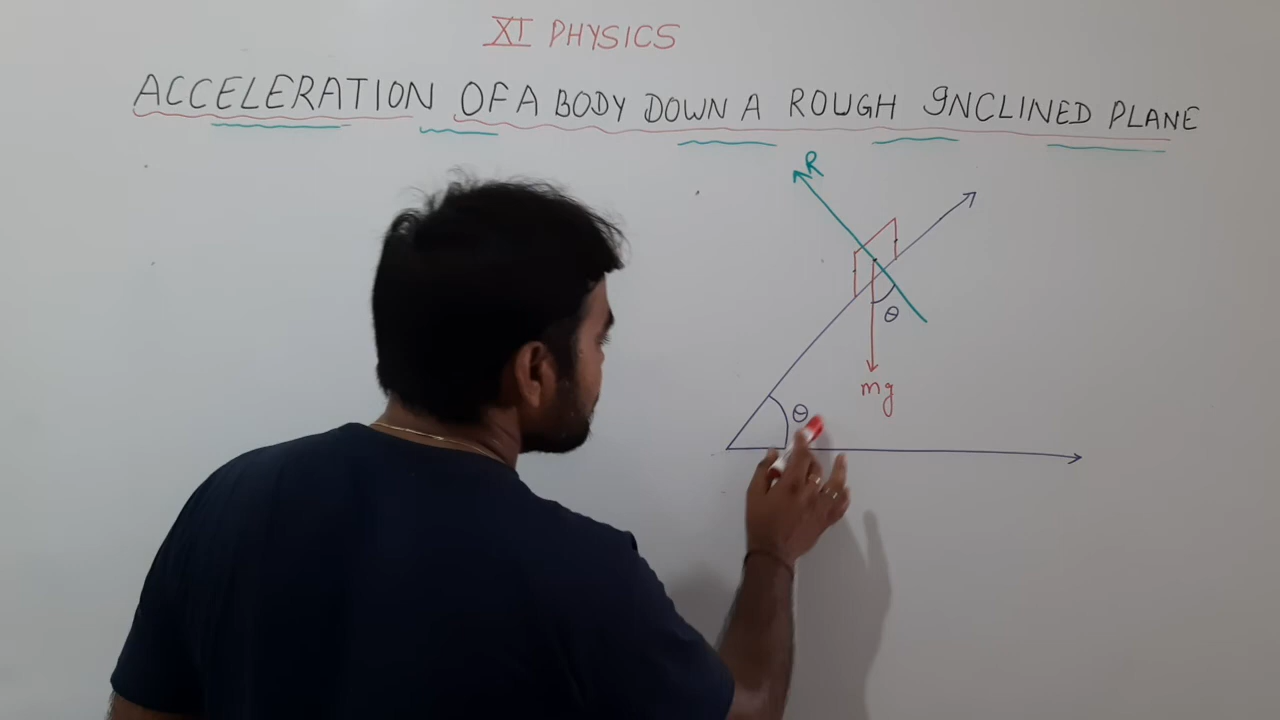 XI PHYSICS
ACCELERATION OF A BODY DOWN A ROUGH INCLINED PLANE
R
θ
mg
θ